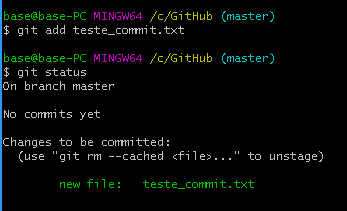 base@base-PC MINGW64 /c/GitHub (master)
$ git add teste_commit.txt
base@base-PC MINGW64 /c/GitHub (master)
$ git status
On branch master
No commits yet
Changes to be committed:
  (use "git rm --cached <file>..." to unstage)
        new file:   teste_commit.txt